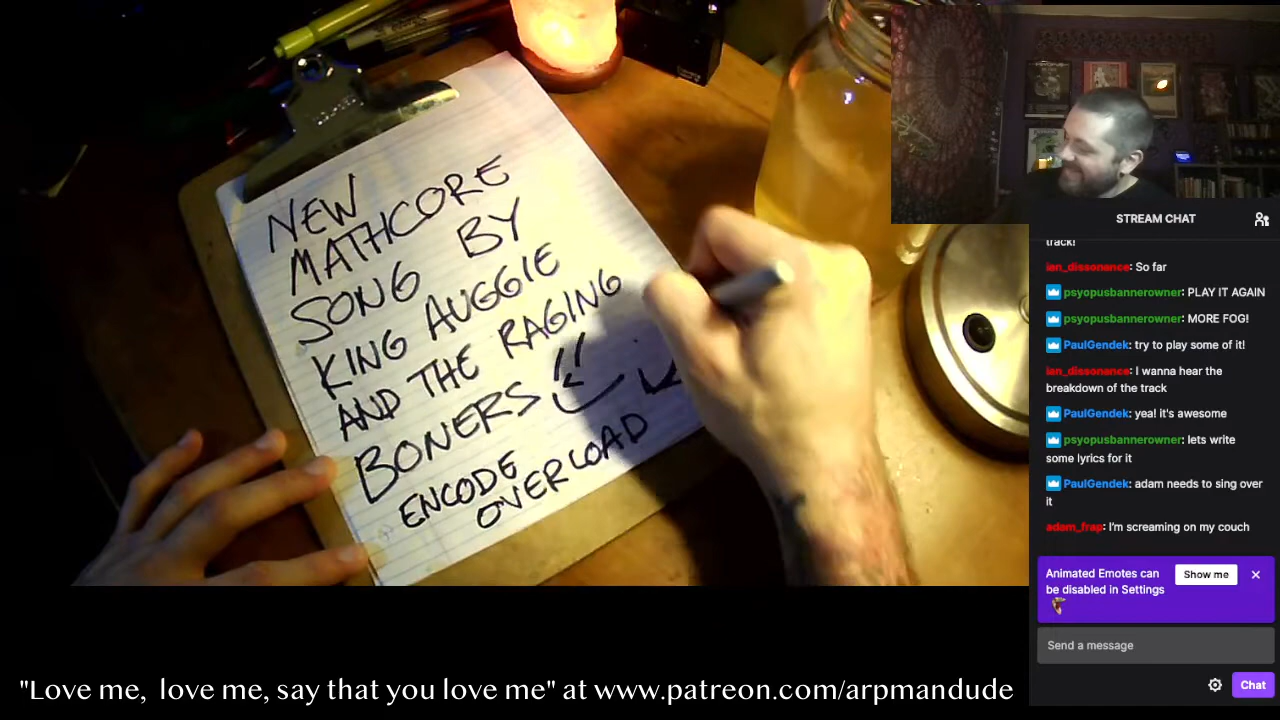 NEW
MATHCORE
SONG BY
KING AUGGIE
AND THE RAGING
BONERS !!
ENCODE
OVERLOAD
STREAM CHAT
track!
ian_dissonance: So far
psyopusbannerowner: PLAY IT AGAIN
psyopusbannerowner: MORE FOG!
PaulGendek: try to play some of it!
ian_dissonance: I wanna hear the
breakdown of the track
PaulGendek: yea! it's awesome
psyopusbannerowner: lets write
some lyrics for it
PaulGendek: adam needs to sing over
it
adam_frap: I'm screaming on my couch
Animated Emotes can
be disabled in Settings
Show me
Send a message
Chat
"Love me, love me, say that you love me" at www.patreon.com/arpmandude